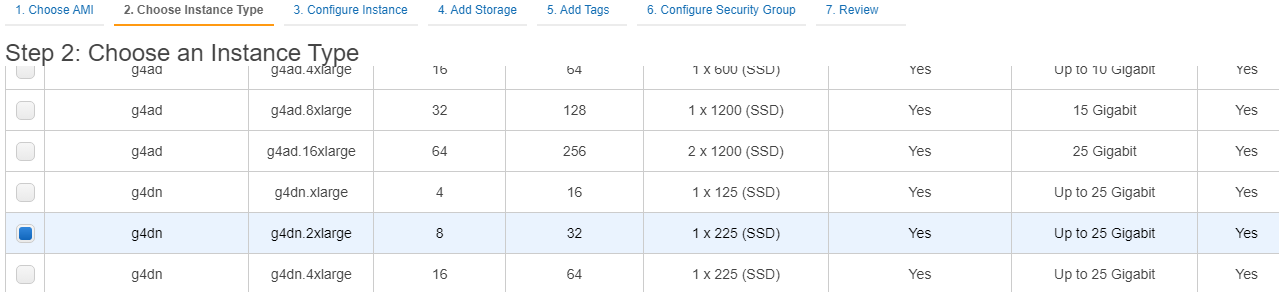 1. Choose AMI 2. Choose Instance Type 3. Configure Instance 4. Add Storage 5. Add Tags 6. Configure Security Group 7. Review
Step 2: Choose an Instance Type
g4ad g4ad.4xlarge 16 64 1 x 600 (SSD) Yes Up to 10 Gigabit Yes
g4ad g4ad.8xlarge 32 128 1 x 1200 (SSD) Yes 15 Gigabit Yes
g4ad g4ad.16xlarge 64 256 2 x 1200 (SSD) Yes 25 Gigabit Yes
g4dn g4dn.xlarge 4 16 1 x 125 (SSD) Yes Up to 25 Gigabit Yes
g4dn g4dn.2xlarge 8 32 1 x 225 (SSD) Yes Up to 25 Gigabit Yes
g4dn g4dn.4xlarge 16 64 1 x 225 (SSD) Yes Up to 25 Gigabit Yes